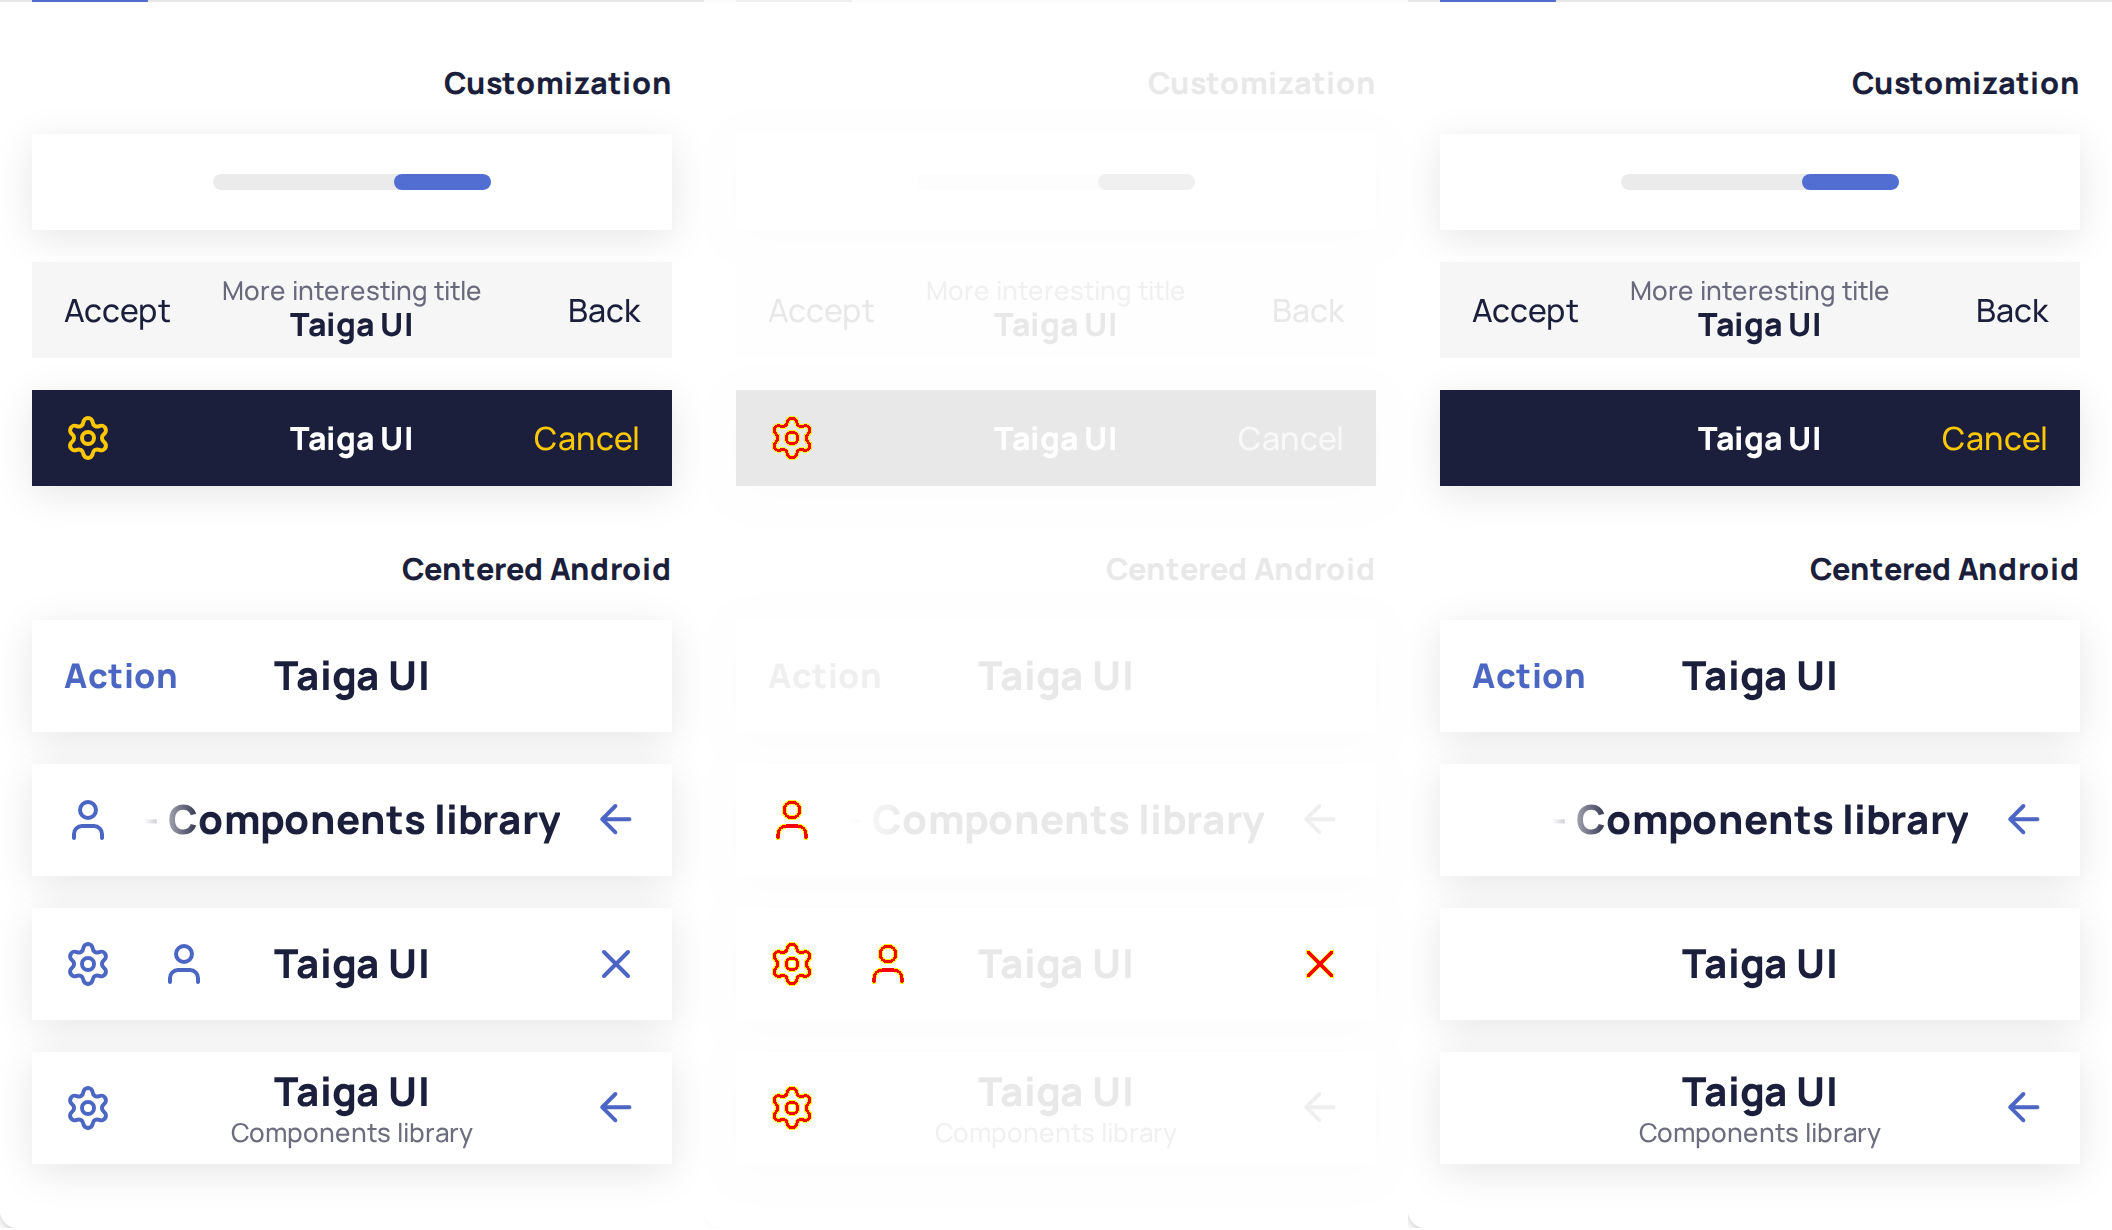 Customization
Accept
More interesting title
Taiga UI
Back
Taiga UI
Cancel
Centered Android
Action
Taiga UI
Components library
Taiga UI
Taiga UI
Components library
Customization
Accept
More interesting title
Taiga UI
Back
Taiga UI
Cancel
Centered Android
Action
Taiga UI
Components library
Taiga UI
Taiga UI
Components library
Customization
Accept
More interesting title
Taiga UI
Back
Taiga UI
Cancel
Centered Android
Action
Taiga UI
Components library
Taiga UI
Taiga UI
Components library